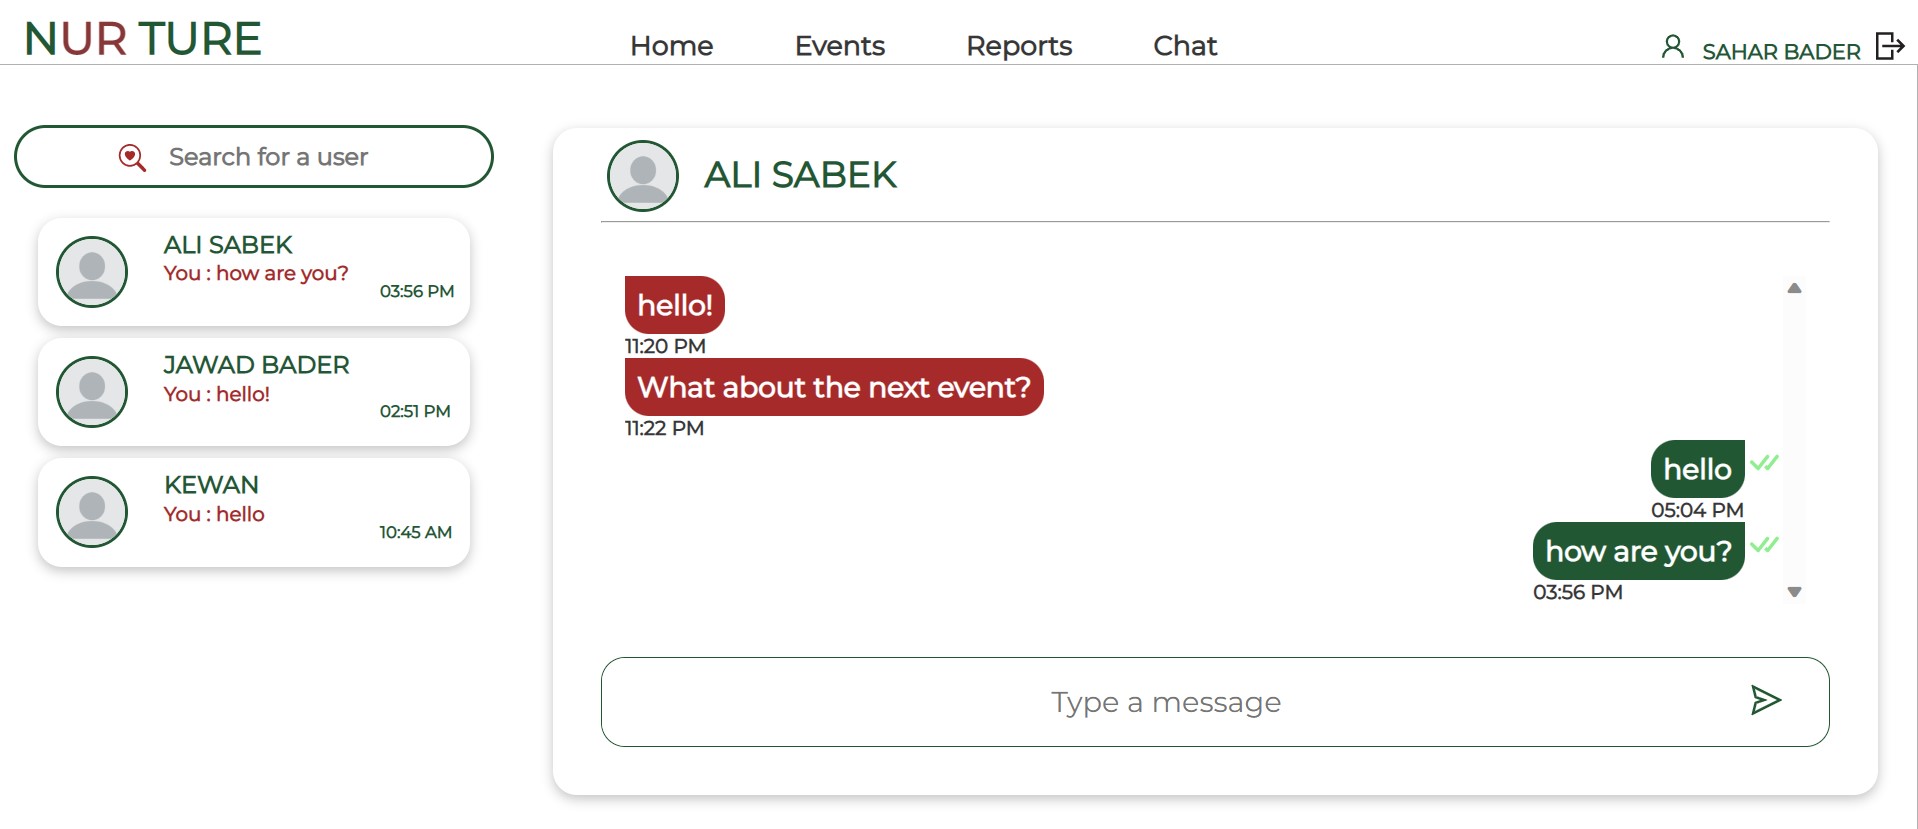 NUR TURE
Home Events Reports Chat
SAHAR BADER
Search for a user
ALI SABEK
You : how are you?
03:56 PM
JAWAD BADER
You : hello!
02:51 PM
KEWAN
You : hello
10:45 AM
ALI SABEK
hello!
11:20 PM
What about the next event?
11:22 PM
hello
05:04 PM
how are you?
03:56 PM
Type a message